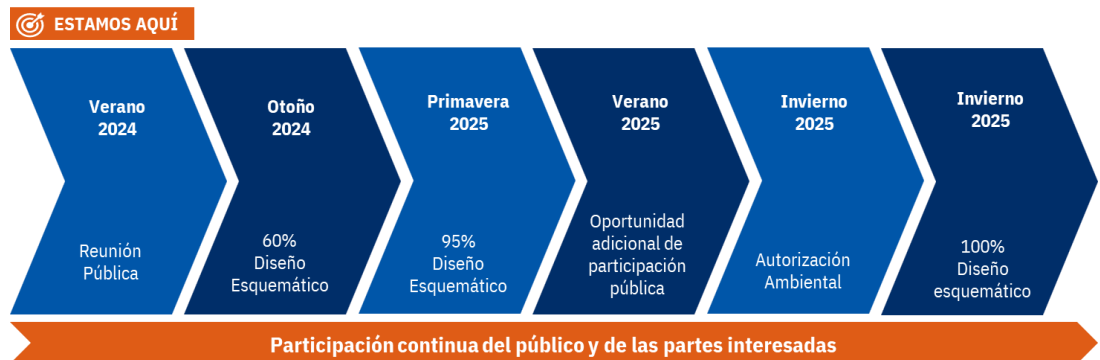 ESTAMOS AQUÍ
Verano
2024
Reunión
Pública
Otoño
2024
60%
Diseño
Esquemático
Primavera
2025
95%
Diseño
Esquemático
Verano
2025
Oportunidad
adicional de
participación
pública
Invierno
2025
Autorización
Ambiental
Invierno
2025
100%
Diseño
esquemático
Participación continua del público y de las partes interesadas